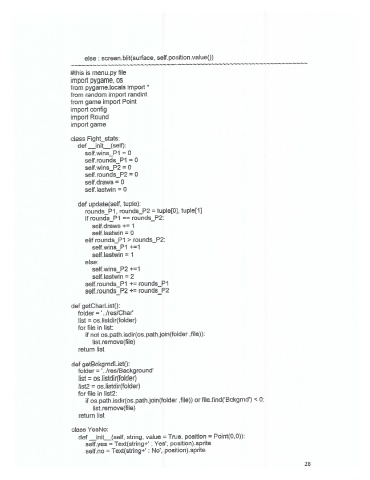 else : screen.blit(surface, self.position.value())
#this is menu.py file
import pygame, os
from pygame.locals import *
from random import randint
from game import Point
import config
import Round
import game
class Fight_stats:
def __init__(self):
self.wins_P1 = 0
self.rounds_P1 = 0
self.wins_P2 = 0
self.rounds_P2 = 0
self.draws = 0
self.lastwin = 0
def update(self, tuple):
rounds_P1, rounds_P2 = tuple[0], tuple[1]
if rounds_P1 == rounds_P2:
self.draws += 1
self.lastwin = 0
elif rounds_P1 > rounds_P2:
self.wins_P1 +=1
self.lastwin = 1
else:
self.wins_P2 +=1
self.lastwin = 2
self.rounds_P1 += rounds_P1
self.rounds_P2 += rounds_P2
def getCharList():
folder = '../res/Char'
list = os.listdir(folder)
for file in list:
if not os.path.isdir(os.path.join(folder ,file)):
list.remove(file)
return list
def getBckgrndList():
folder = '../res/Background'
list = os.listdir(folder)
list2 = os.listdir(folder)
for file in list2:
if os.path.isdir(os.path.join(folder ,file)) or file.find('Bckgrnd') < 0:
list.remove(file)
return list
class YesNo:
def __init__(self, string, value = True, position = Point(0,0)):
self.yes = Text(string+' : Yes', position).sprite
self.no = Text(string+' : No', position).sprite
28